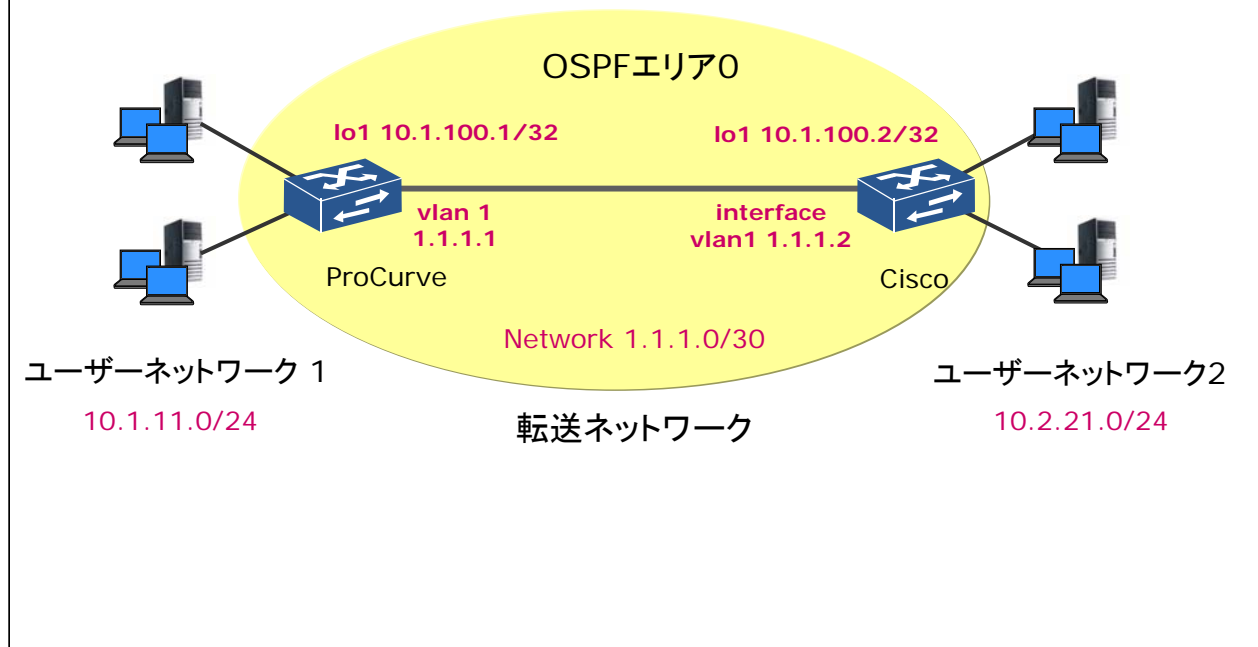 OSPFエリア0
lo1 10.1.100.1/32
lo1 10.1.100.2/32
vlan 1
1.1.1.1
interface
vlan1 1.1.1.2
ProCurve
Cisco
Network 1.1.1.0/30
ユーザーネットワーク 1
10.1.11.0/24
転送ネットワーク
ユーザーネットワーク2
10.2.21.0/24